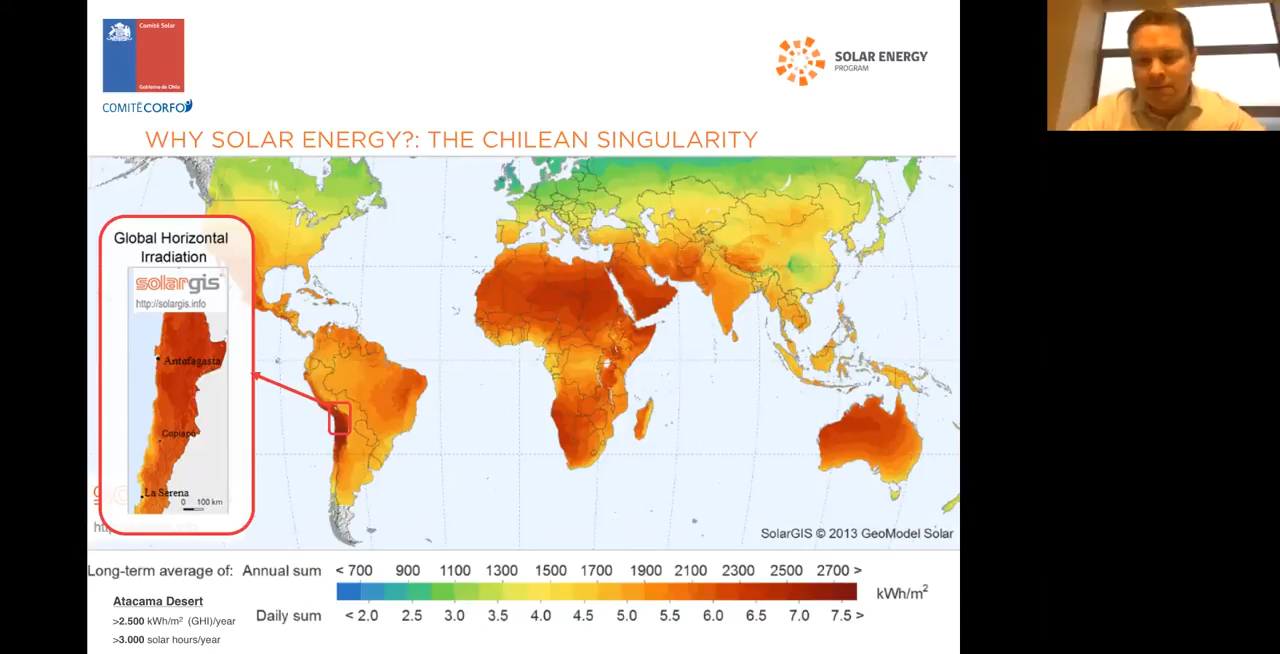 Comité Solar
Gobierno de Chile
COMITÉ CORFO
SOLAR ENERGY
PROGRAM
WHY SOLAR ENERGY?: THE CHILEAN SINGULARITY
Global Horizontal
Irradiation
solargis
http://solargis.info
Antofagasta
Copiapó
La Serena
0 100 km
SolarGIS © 2013 GeoModel Solar
Long-term average of: Annual sum < 700 900 1100 1300 1500 1700 1900 2100 2300 2500 2700 >
kWh/m²
Daily sum < 2.0 2.5 3.0 3.5 4.0 4.5 5.0 5.5 6.0 6.5 7.0 7.5 >
Atacama Desert
>2.500 kWh/m² (GHI)/year
>3.000 solar hours/year